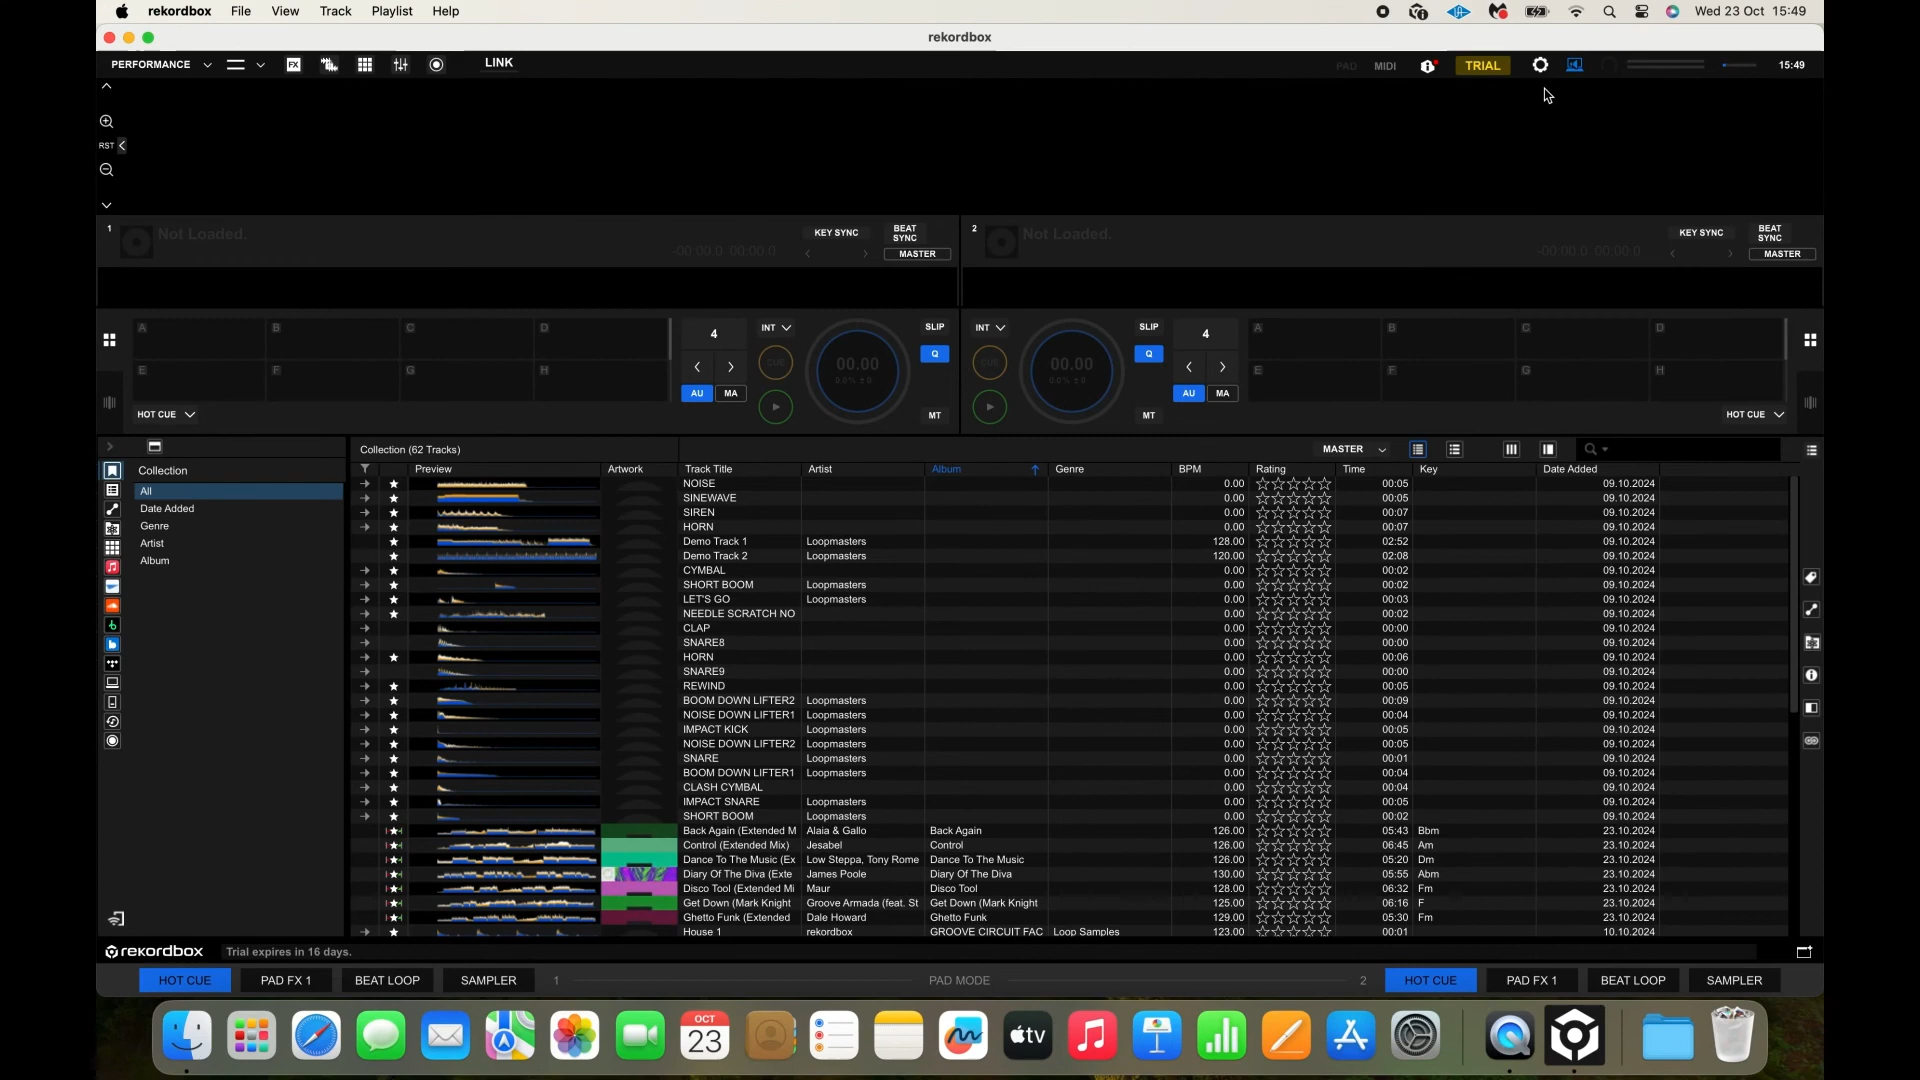 rekordbox File View Track Playlist Help Wed 23 Oct 15:49
rekordbox
PERFORMANCE FX LINK PAD MIDI TRIAL 15:49
RST
1 Not Loaded. -00:00.0 00:00.0 KEY SYNC BEAT SYNC MASTER
2 Not Loaded. -00:00.0 00:00.0 KEY SYNC BEAT SYNC MASTER
A B C D 4 INT SLIP
CUE 00.00 Q
E F G H 0.0% ±0
AU MA
HOT CUE MT
INT SLIP 4 A B C D
CUE 00.00 Q
0.0% ±0 E F G H
AU MA
MT HOT CUE
Collection (62 Tracks) MASTER
Collection
All
Date Added
Genre
Artist
Album
Preview Artwork Track Title Artist Album Genre BPM Rating Time Key Date Added
NOISE 0.00 00:05 09.10.2024
SINEWAVE 0.00 00:05 09.10.2024
SIREN 0.00 00:07 09.10.2024
HORN 0.00 00:07 09.10.2024
Demo Track 1 Loopmasters 128.00 02:52 09.10.2024
Demo Track 2 Loopmasters 120.00 02:08 09.10.2024
CYMBAL 0.00 00:02 09.10.2024
SHORT BOOM Loopmasters 0.00 00:02 09.10.2024
LET'S GO Loopmasters 0.00 00:03 09.10.2024
NEEDLE SCRATCH NO 0.00 00:02 09.10.2024
CLAP 0.00 00:00 09.10.2024
SNARE8 0.00 00:00 09.10.2024
HORN 0.00 00:06 09.10.2024
SNARE9 0.00 00:00 09.10.2024
REWIND 0.00 00:05 09.10.2024
BOOM DOWN LIFTER2 Loopmasters 0.00 00:09 09.10.2024
NOISE DOWN LIFTER1 Loopmasters 0.00 00:04 09.10.2024
IMPACT KICK Loopmasters 0.00 00:05 09.10.2024
NOISE DOWN LIFTER2 Loopmasters 0.00 00:05 09.10.2024
SNARE Loopmasters 0.00 00:01 09.10.2024
BOOM DOWN LIFTER1 Loopmasters 0.00 00:04 09.10.2024
CLASH CYMBAL 0.00 00:04 09.10.2024
IMPACT SNARE Loopmasters 0.00 00:05 09.10.2024
SHORT BOOM Loopmasters 0.00 00:02 09.10.2024
Back Again (Extended M Alaia & Gallo Back Again 126.00 05:43 Bbm 23.10.2024
Control (Extended Mix) Jesabel Control 126.00 06:45 Am 23.10.2024
Dance To The Music (Ex Low Steppa, Tony Rome Dance To The Music 126.00 05:20 Dm 23.10.2024
Diary Of The Diva (Exte James Poole Diary Of The Diva 130.00 05:55 Abm 23.10.2024
Disco Tool (Extended Mi Maur Disco Tool 128.00 06:32 Fm 23.10.2024
Get Down (Mark Knight Groove Armada (feat. St Get Down (Mark Knight 125.00 06:16 F 23.10.2024
Ghetto Funk (Extended Dale Howard Ghetto Funk 129.00 05:30 Fm 23.10.2024
House 1 rekordbox GROOVE CIRCUIT FAC Loop Samples 123.00 00:01 10.10.2024
rekordbox Trial expires in 16 days.
HOT CUE PAD FX 1 BEAT LOOP SAMPLER 1 PAD MODE 2 HOT CUE PAD FX 1 BEAT LOOP SAMPLER
OCT
23
tv